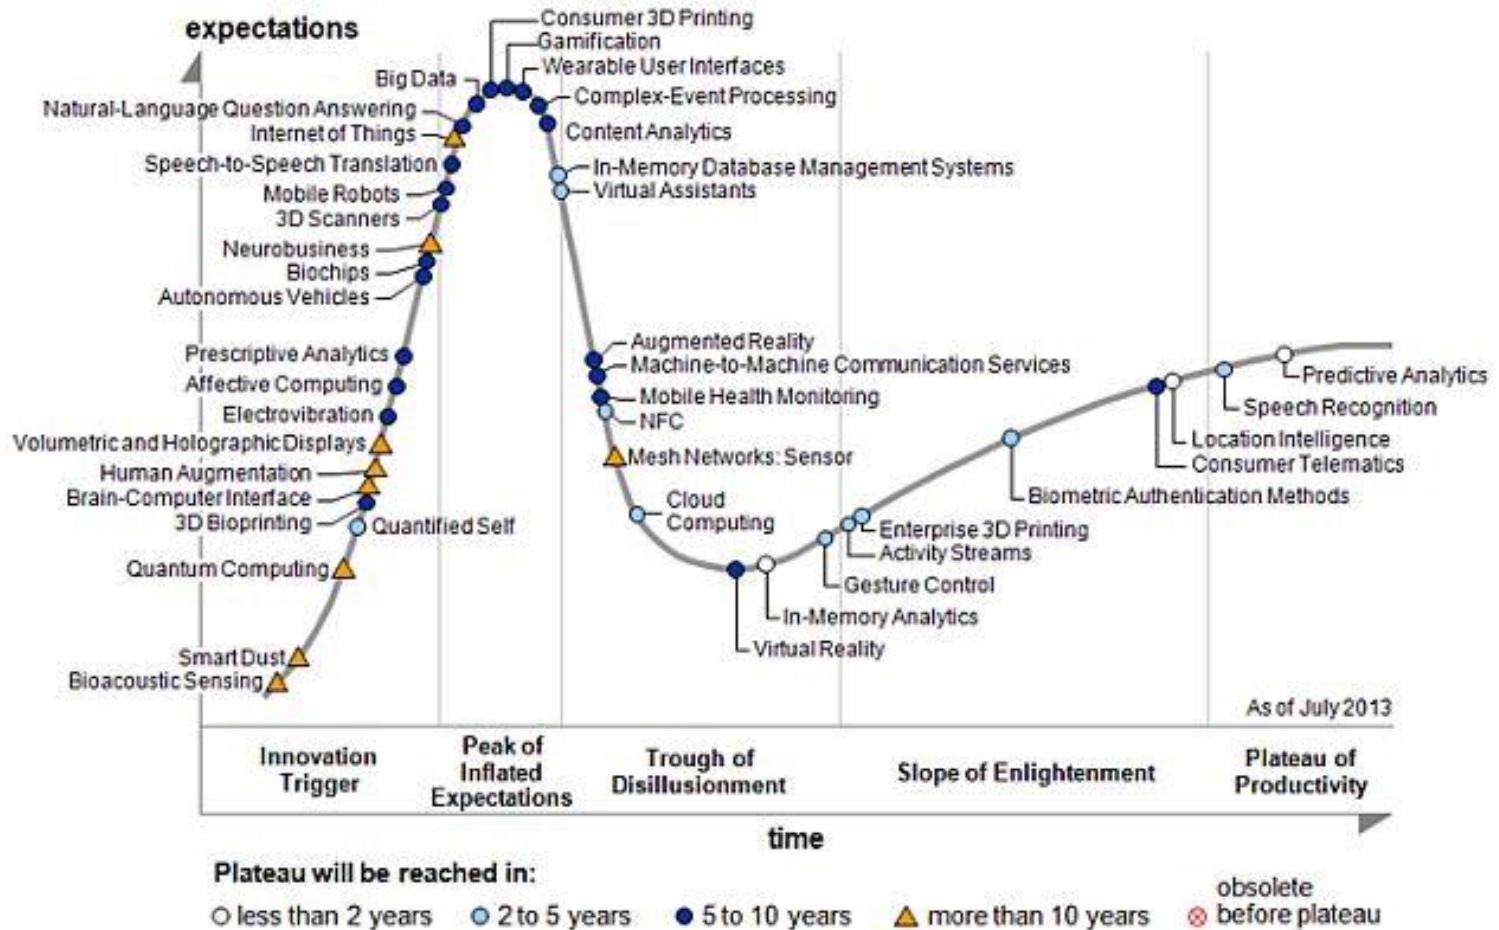 expectations
Consumer 3D Printing
Gamification
Wearable User Interfaces
Big Data
Complex-Event Processing
Natural-Language Question Answering
Content Analytics
Internet of Things
Speech-to-Speech Translation
In-Memory Database Management Systems
Mobile Robots
Virtual Assistants
3D Scanners
Neurobusiness
Biochips
Autonomous Vehicles
Augmented Reality
Prescriptive Analytics
Machine-to-Machine Communication Services
Affective Computing
Mobile Health Monitoring
Electrovibration
NFC
Volumetric and Holographic Displays
Mesh Networks: Sensor
Human Augmentation
Brain-Computer Interface
3D Bioprinting
Quantified Self
Quantum Computing
Smart Dust
Bioacoustic Sensing
Cloud
Computing
Predictive Analytics
Speech Recognition
Location Intelligence
Consumer Telematics
Biometric Authentication Methods
Enterprise 3D Printing
Activity Streams
Gesture Control
In-Memory Analytics
Virtual Reality
As of July 2013
Innovation
Trigger
Peak of
Inflated
Expectations
Trough of
Disillusionment
Slope of Enlightenment
Plateau of
Productivity
time
Plateau will be reached in:
less than 2 years
2 to 5 years
5 to 10 years
more than 10 years
obsolete
before plateau